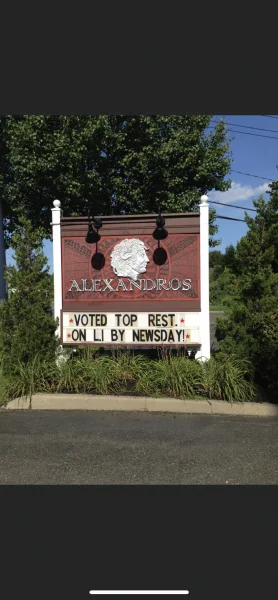 ALEXANDROS
VOTED TOP REST.
ON LI BY NEWSDAY!